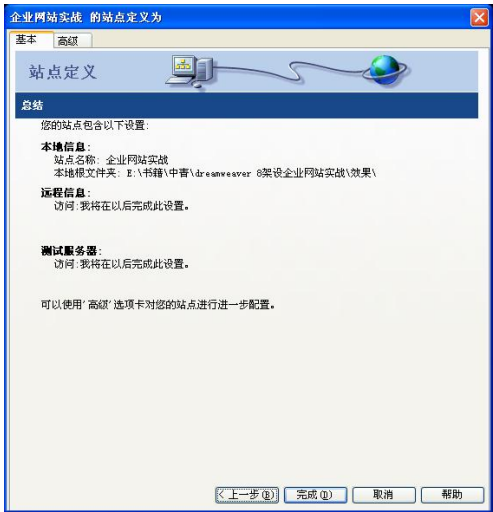 企业网站实战 的站点定义为
基本 高级
站点定义
总结
您的站点包含以下设置:
本地信息:
站点名称: 企业网站实战
本地根文件夹: E:\书籍\中青\dreamweaver 8架设企业网站实战\效果\
远程信息:
访问:我将在以后完成此设置。
测试服务器:
访问:我将在以后完成此设置。
可以使用'高级'选项卡对您的站点进行进一步配置。
< 上一步(B) 完成(D) 取消 帮助